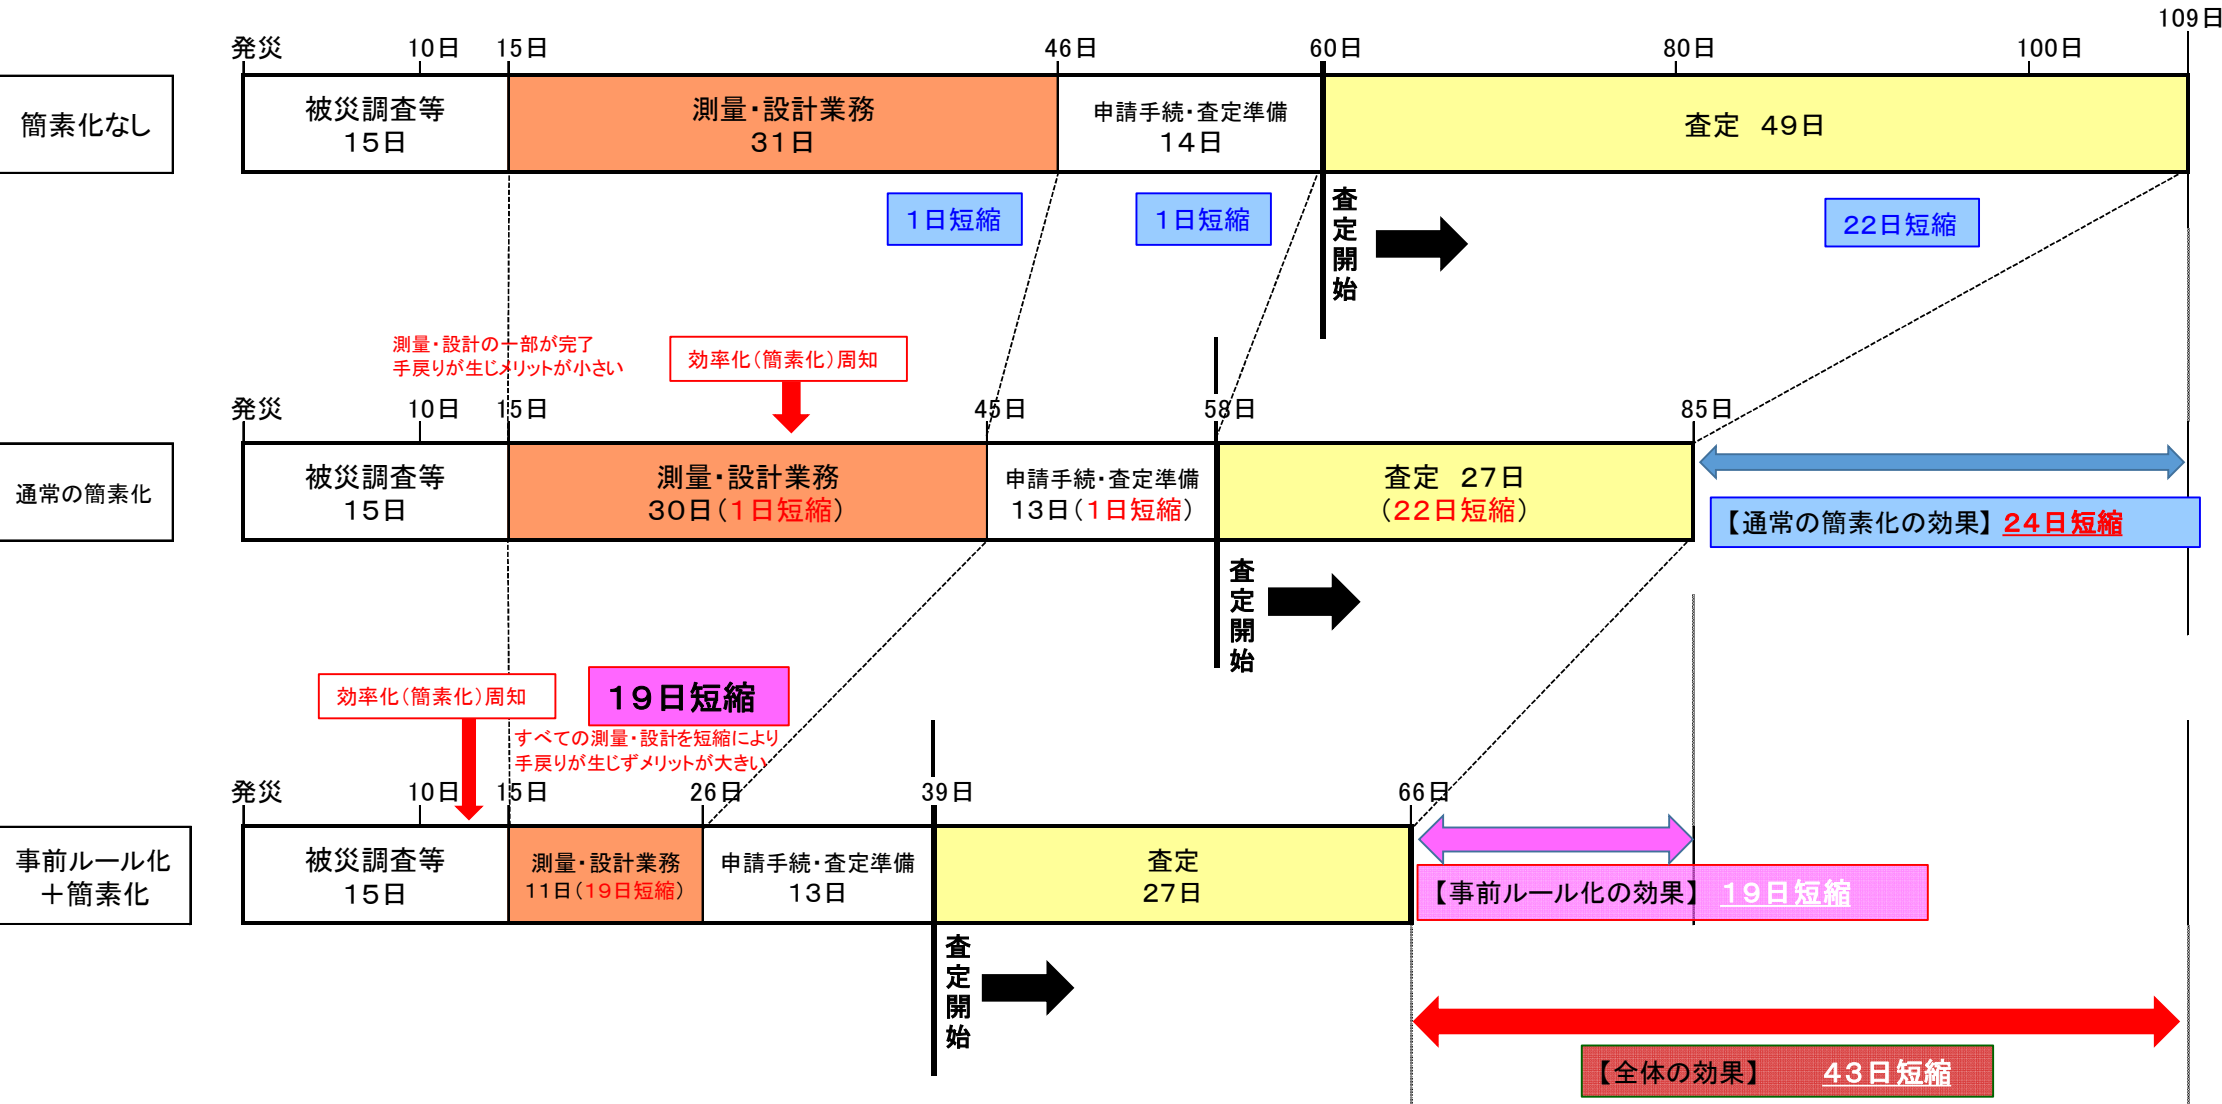 109日
発災
10日
15日
46日
60日
80日
100日
簡素化なし
被災調査等
15日
測量・設計業務
31日
申請手続・査定準備
14日
査定 49日
1日短縮
1日短縮
22日短縮
査定開始
測量・設計の一部が完了
手戻りが生じメリットが小さい
効率化(簡素化)周知
発災
10日
15日
45日
58日
85日
通常の簡素化
被災調査等
15日
測量・設計業務
30日(1日短縮)
申請手続・査定準備
13日(1日短縮)
査定 27日
(22日短縮)
【通常の簡素化の効果】 24日短縮
査定開始
効率化(簡素化)周知
19日短縮
すべての測量・設計を短縮により
手戻りが生じずメリットが大きい
発災
10日
15日
26日
39日
66日
事前ルール化
+簡素化
被災調査等
15日
測量・設計業務
11日(19日短縮)
申請手続・査定準備
13日
査定
27日
【事前ルール化の効果】 19日短縮
査定開始
【全体の効果】 43日短縮